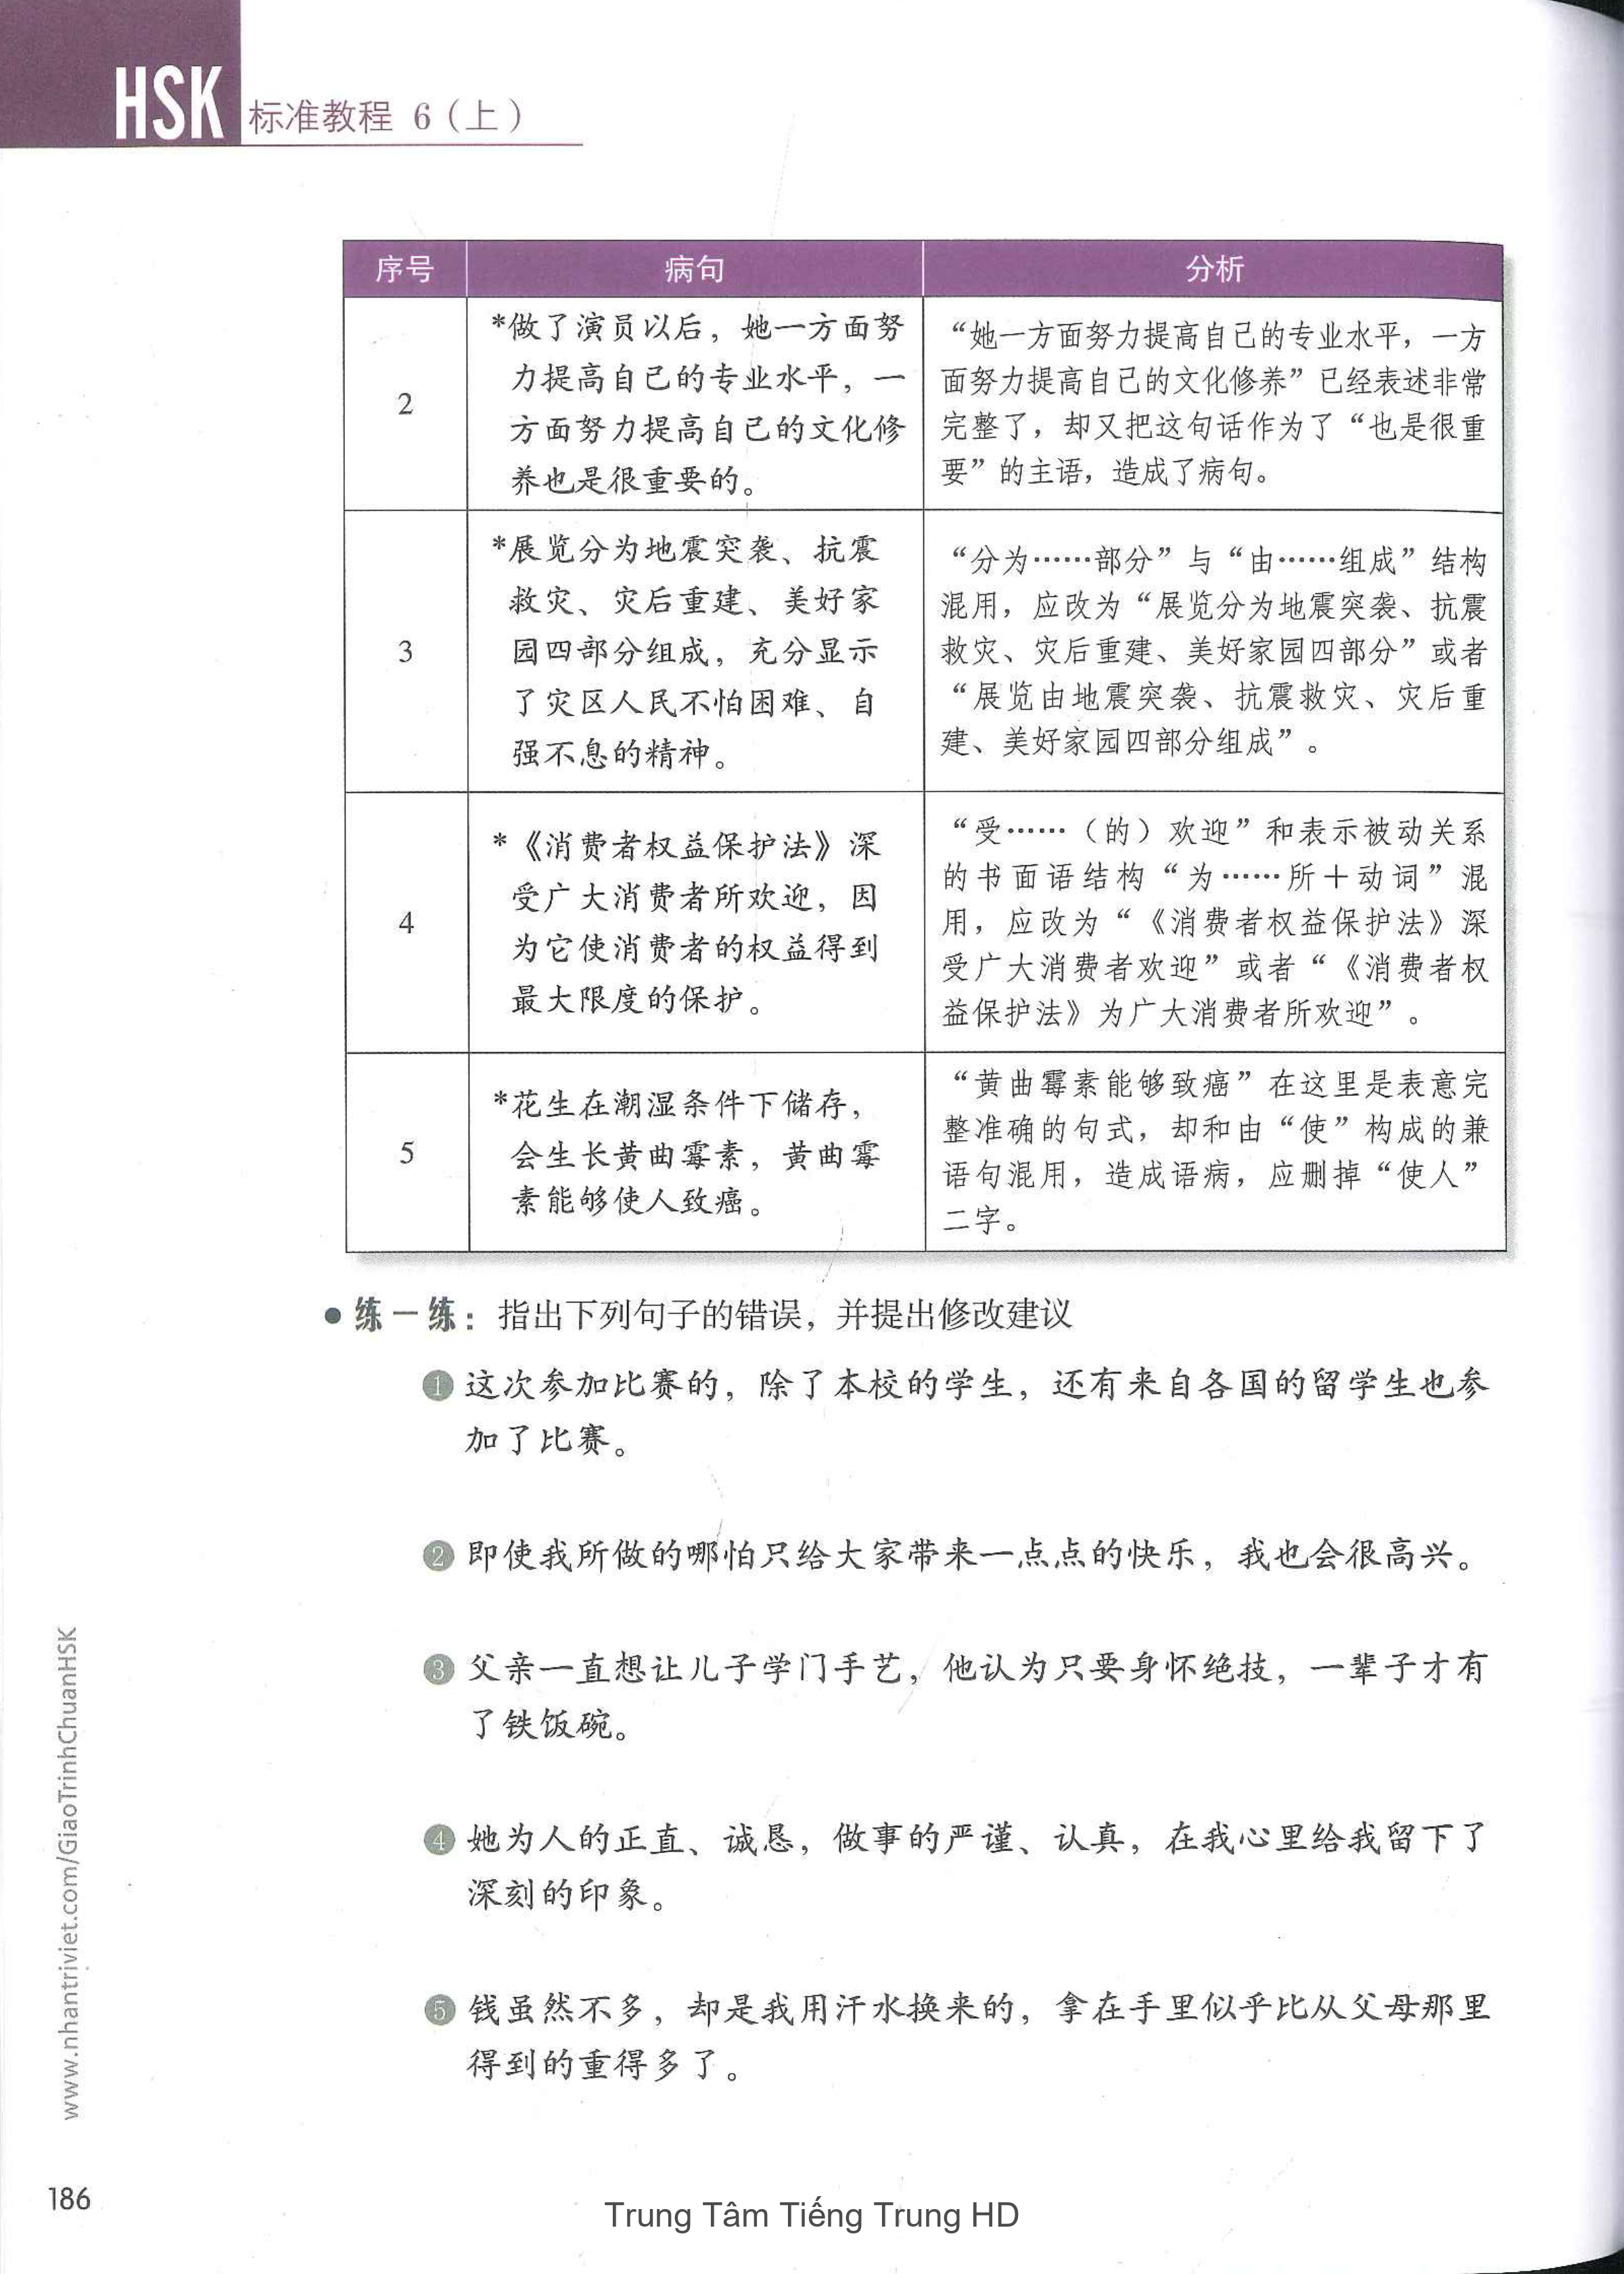 HSK 标准教程 6（上）
序号 病句 分析
2
*做了演员以后，她一方面努
力提高自己的专业水平，一
方面努力提高自己的文化修
养也是很重要的。
“她一方面努力提高自己的专业水平，一方
面努力提高自己的文化修养”已经表述非常
完整了，却又把这句话作为了“也是很重
要”的主语，造成了病句。
3
*展览分为地震突袭、抗震
救灾、灾后重建、美好家
园四部分组成，充分显示
了灾区人民不怕困难、自
强不息的精神。
“分为……部分”与“由……组成”结构
混用，应改为“展览分为地震突袭、抗震
救灾、灾后重建、美好家园四部分”或者
“展览由地震突袭、抗震救灾、灾后重
建、美好家园四部分组成”。
4
*《消费者权益保护法》深
受广大消费者所欢迎，因
为它使消费者的权益得到
最大限度的保护。
“受……（的）欢迎”和表示被动关系
的书面语结构“为……所＋动词”混
用，应改为“《消费者权益保护法》深
受广大消费者欢迎”或者“《消费者权
益保护法》为广大消费者所欢迎”。
5
*花生在潮湿条件下储存，
会生长黄曲霉素，黄曲霉
素能够使人致癌。
“黄曲霉素能够致癌”在这里是表意完
整准确的句式，却和由“使”构成的兼
语句混用，造成语病，应删掉“使人”
二字。
●练一练：指出下列句子的错误，并提出修改建议
❶这次参加比赛的，除了本校的学生，还有来自各国的留学生也参
加了比赛。
❷即使我所做的哪怕只给大家带来一点点的快乐，我也会很高兴。
❸父亲一直想让儿子学门手艺，他认为只要身怀绝技，一辈子才有
了铁饭碗。
❹她为人的正直、诚恳，做事的严谨、认真，在我心里给我留下了
深刻的印象。
❺钱虽然不多，却是我用汗水换来的，拿在手里似乎比从父母那里
得到的重得多了。
www.nhantriviet.com/GiaoTrinhChuanHSK
186
Trung Tâm Tiếng Trung HD